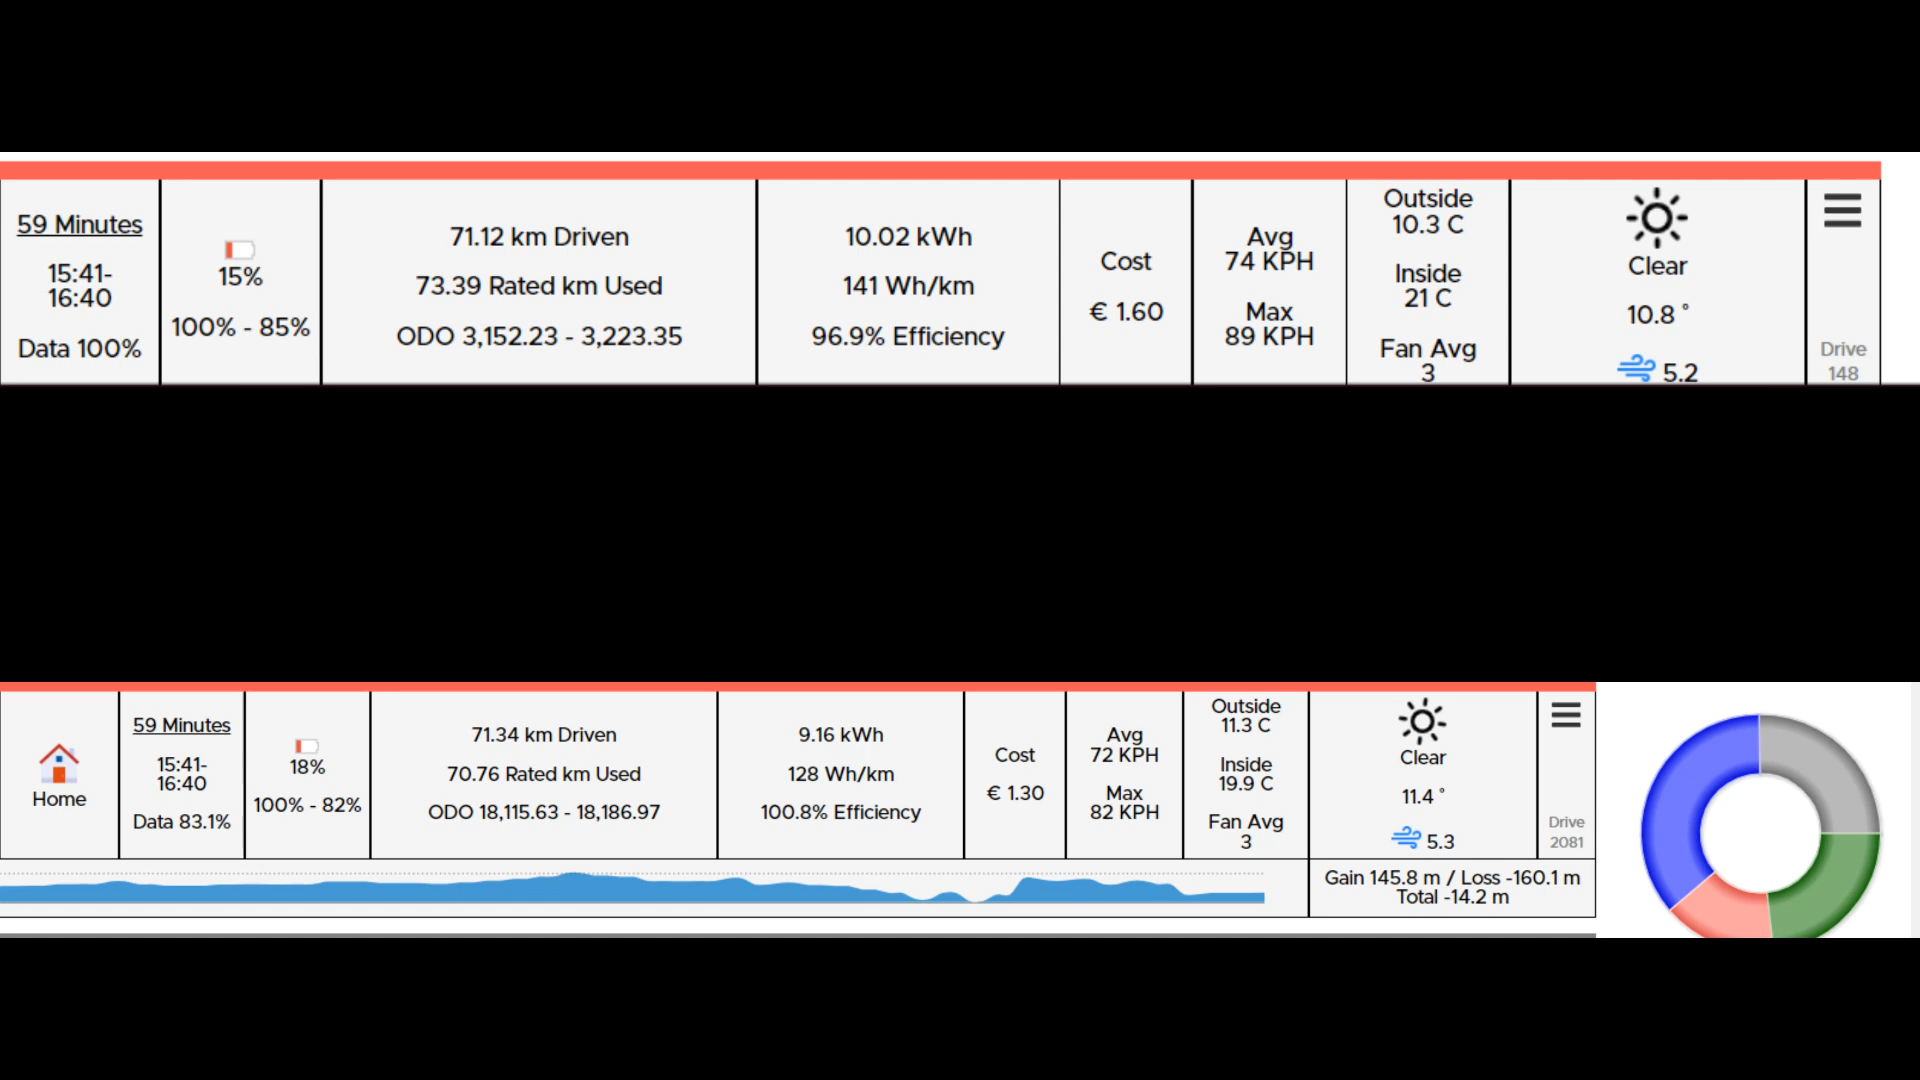 59 Minutes
15:41-
16:40
Data 100%
15%
100% - 85%
71.12 km Driven
73.39 Rated km Used
ODO 3,152.23 - 3,223.35
10.02 kWh
141 Wh/km
96.9% Efficiency
Cost
€ 1.60
Avg
74 KPH
Max
89 KPH
Outside
10.3 C
Inside
21 C
Fan Avg
3
Clear
10.8 °
5.2
Drive
148
Home
59 Minutes
15:41-
16:40
Data 83.1%
18%
100% - 82%
71.34 km Driven
70.76 Rated km Used
ODO 18,115.63 - 18,186.97
9.16 kWh
128 Wh/km
100.8% Efficiency
Cost
€ 1.30
Avg
72 KPH
Max
82 KPH
Outside
11.3 C
Inside
19.9 C
Fan Avg
3
Clear
11.4 °
5.3
Drive
2081
Gain 145.8 m / Loss -160.1 m
Total -14.2 m